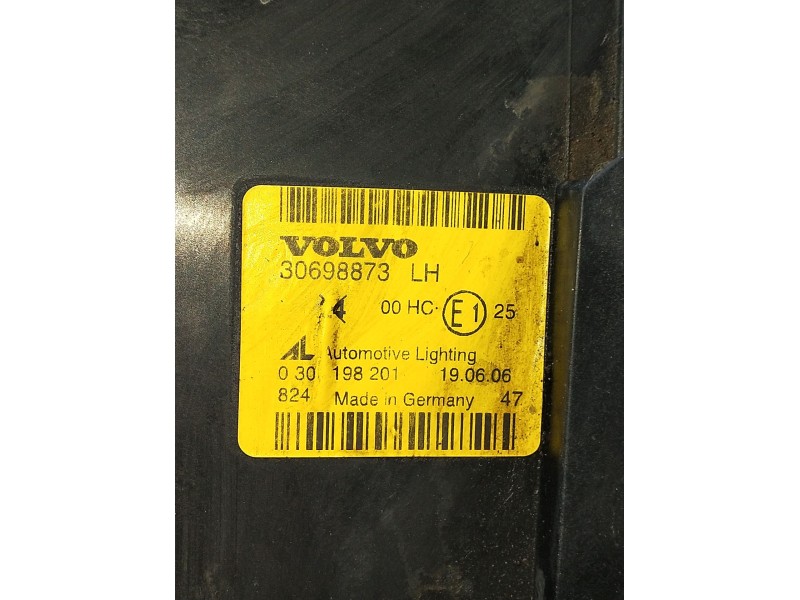 VOLVO
30698873 LH
00 HC E1 25
AL Automotive Lighting
0 30 198 201 19.06.06
824 Made in Germany 47